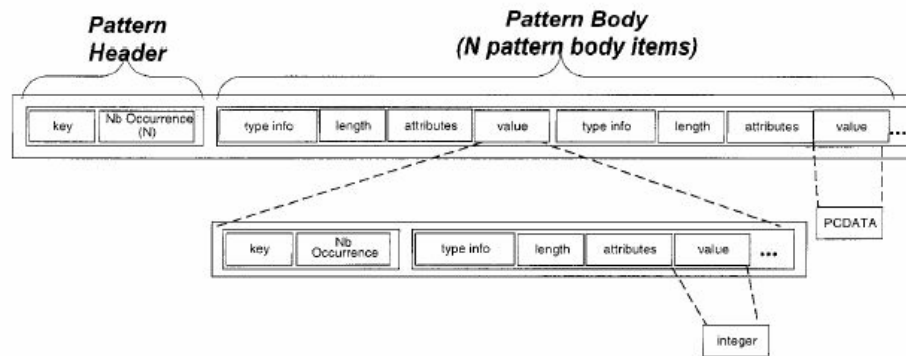 Pattern
Header
Pattern Body
(N pattern body items)
key
Nb Occurrence
(N)
type info
length
attributes
value
type info
length
attributes
value
...
PCDATA
key
Nb
Occurrence
type info
length
attributes
value
...
integer